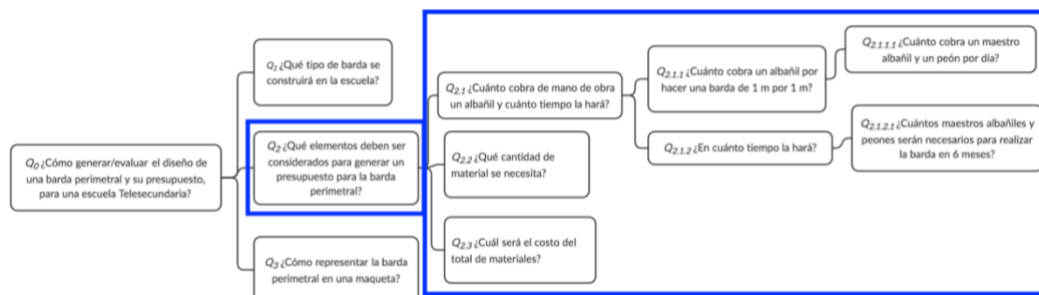 Q0 ¿Cómo generar/evaluar el diseño de
una barda perimetral y su presupuesto,
para una escuela Telesecundaria?
Q1 ¿Qué tipo de barda se
construirá en la escuela?
Q2 ¿Qué elementos deben ser
considerados para generar un
presupuesto para la barda
perimetral?
Q3 ¿Cómo representar la barda
perimetral en una maqueta?
Q2.1 ¿Cuánto cobra de mano de obra
un albañil y cuánto tiempo la hará?
Q2.2 ¿Qué cantidad de
material se necesita?
Q2.3 ¿Cuál será el costo del
total de materiales?
Q2.1.1 ¿Cuánto cobra un albañil por
hacer una barda de 1 m por 1 m?
Q2.1.2 ¿En cuánto tiempo la hará?
Q2.1.1.1 ¿Cuánto cobra un maestro
albañil y un peón por día?
Q2.1.2.1 ¿Cuántos maestros albañiles y
peones serán necesarios para realizar
la barda en 6 meses?